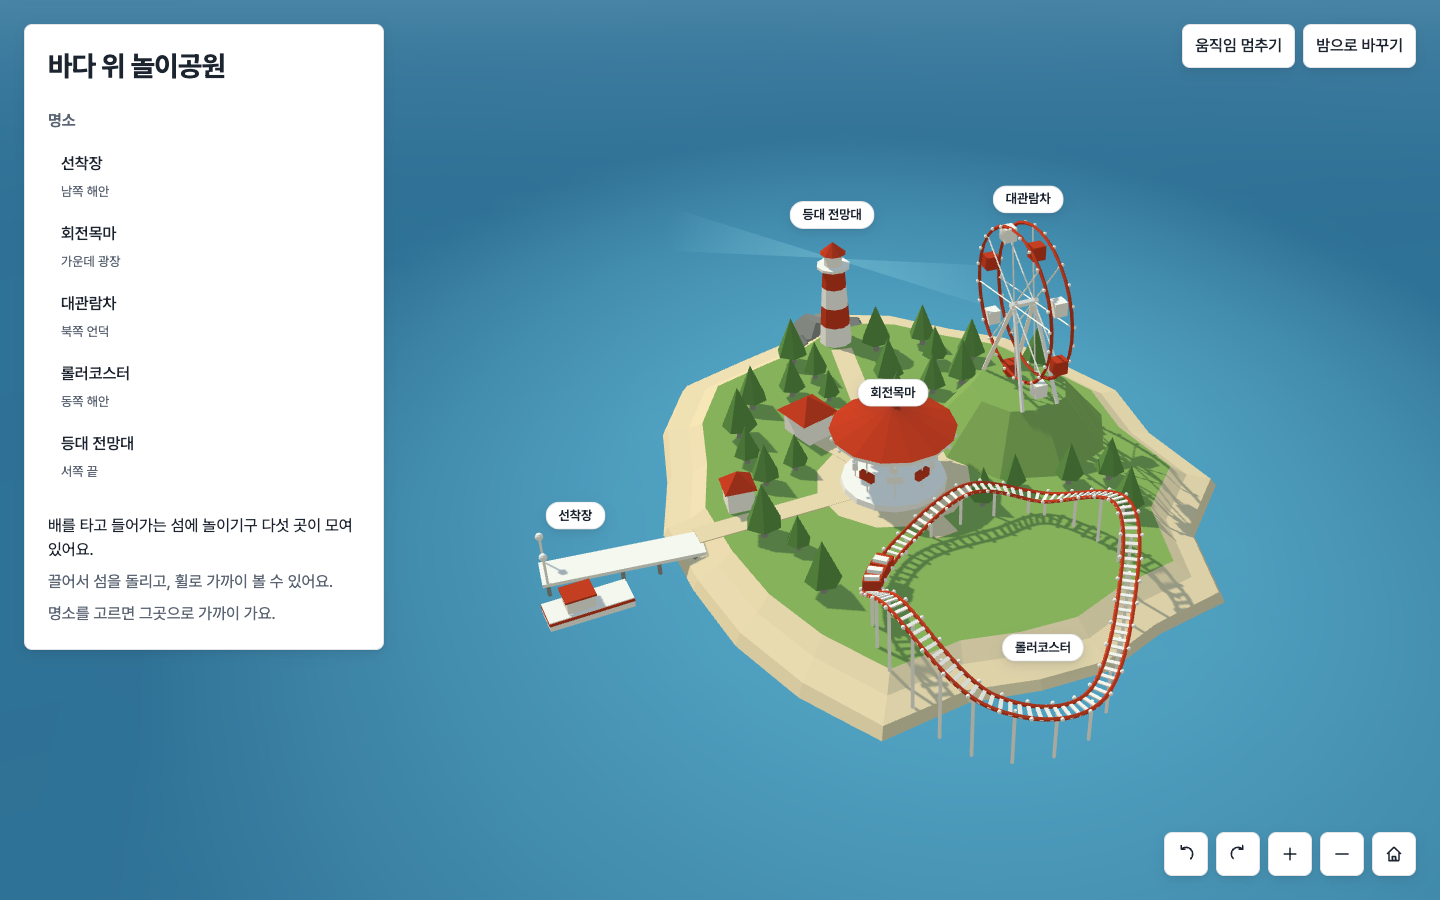 바다 위 놀이공원
명소
선착장
남쪽 해안
회전목마
가운데 광장
대관람차
북쪽 언덕
롤러코스터
동쪽 해안
등대 전망대
서쪽 끝
배를 타고 들어가는 섬에 놀이기구 다섯 곳이 모여
있어요.
끌어서 섬을 돌리고, 휠로 가까이 볼 수 있어요.
명소를 고르면 그곳으로 가까이 가요.
움직임 멈추기
밤으로 바꾸기
대관람차
등대 전망대
회전목마
선착장
롤러코스터